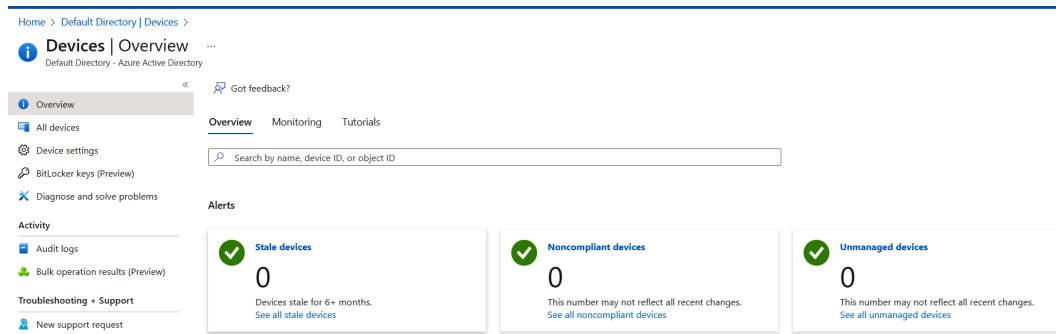 Home > Default Directory | Devices >
Devices | Overview ...
Default Directory - Azure Active Directory
«
Overview
All devices
Device settings
BitLocker keys (Preview)
Diagnose and solve problems
Activity
Audit logs
Bulk operation results (Preview)
Troubleshooting + Support
New support request
Got feedback?
Overview Monitoring Tutorials
Search by name, device ID, or object ID
Alerts
Stale devices
0
Devices stale for 6+ months.
See all stale devices
Noncompliant devices
0
This number may not reflect all recent changes.
See all noncompliant devices
Unmanaged devices
0
This number may not reflect all recent changes.
See all unmanaged devices